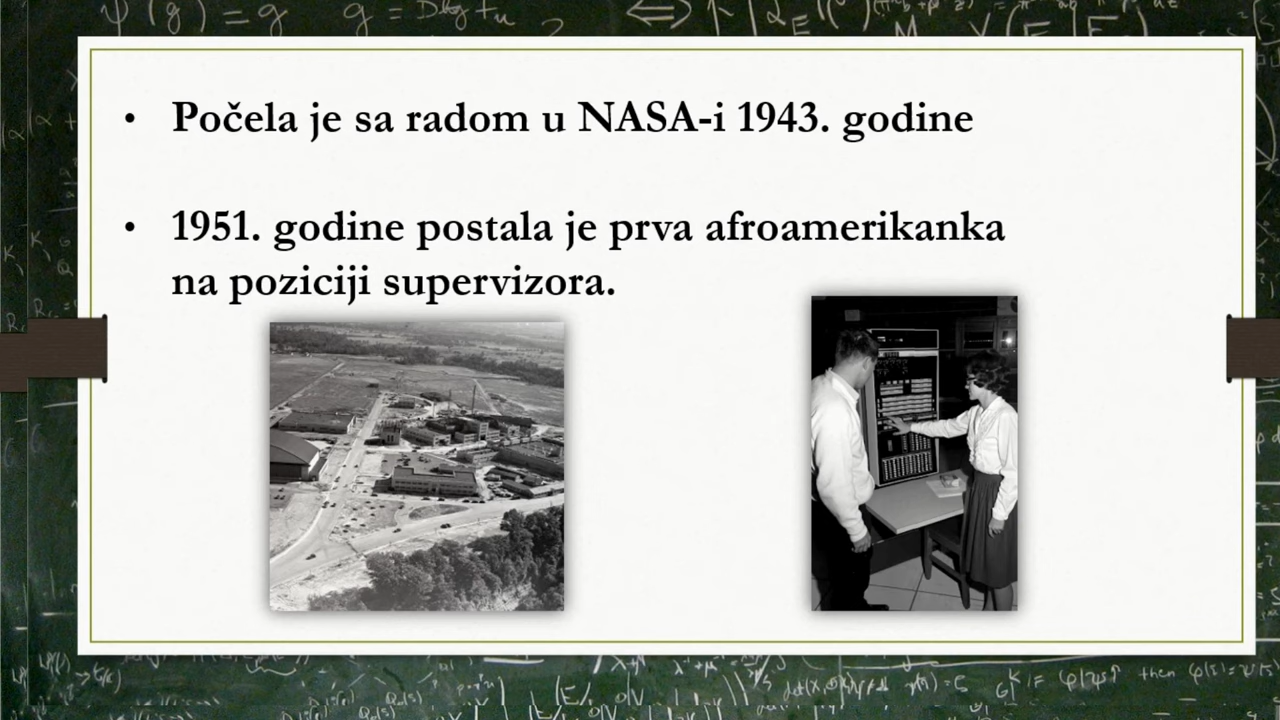 • Počela je sa radom u NASA-i 1943. godine
• 1951. godine postala je prva afroamerikanka
na poziciji supervizora.